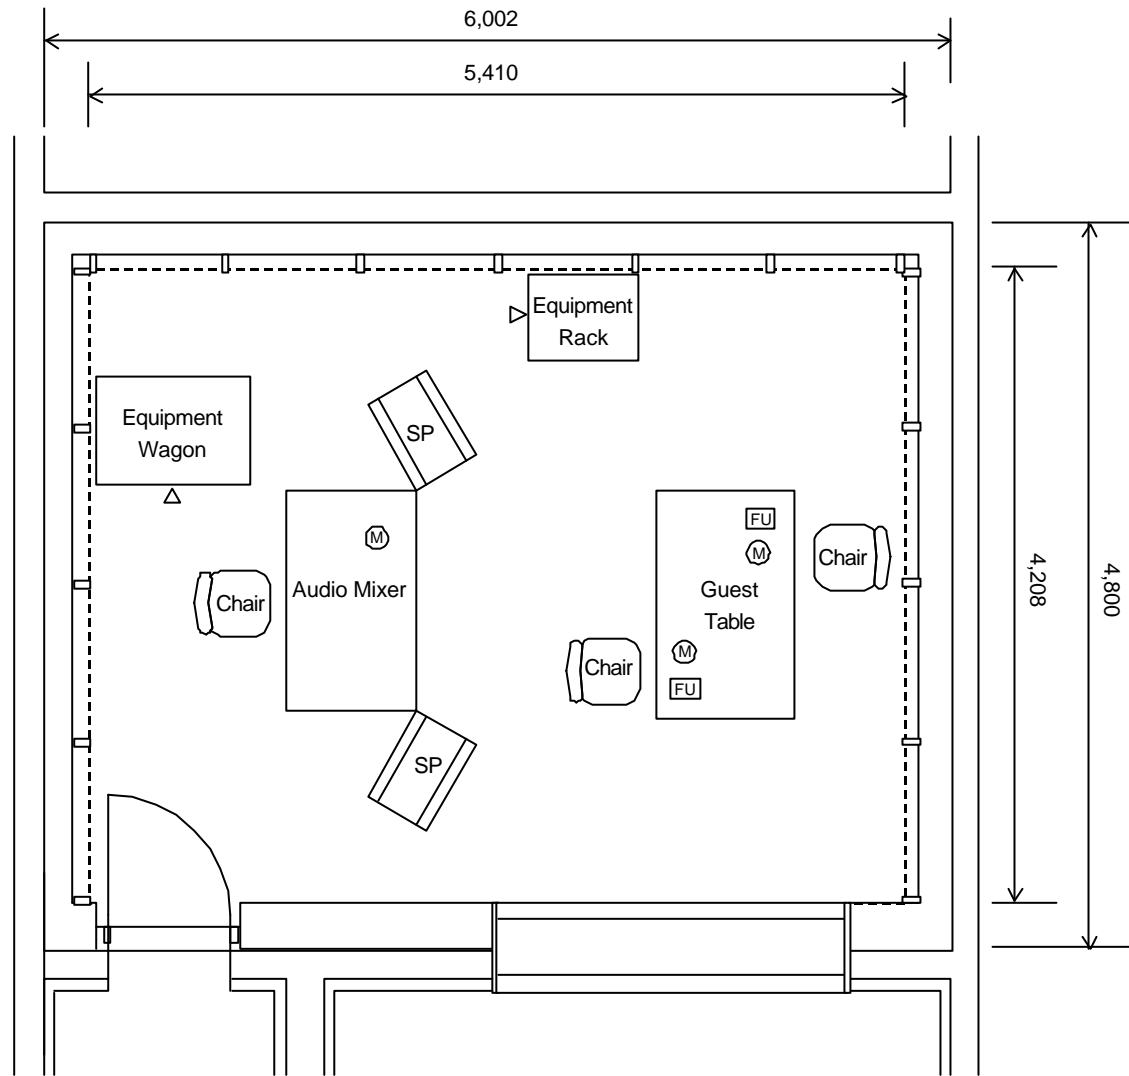 6,002
5,410
Equipment
Rack
Equipment
Wagon
SP
M
FU
M
Chair
Audio Mixer
Chair
Guest
Table
4,208
4,800
M
Chair
FU
SP